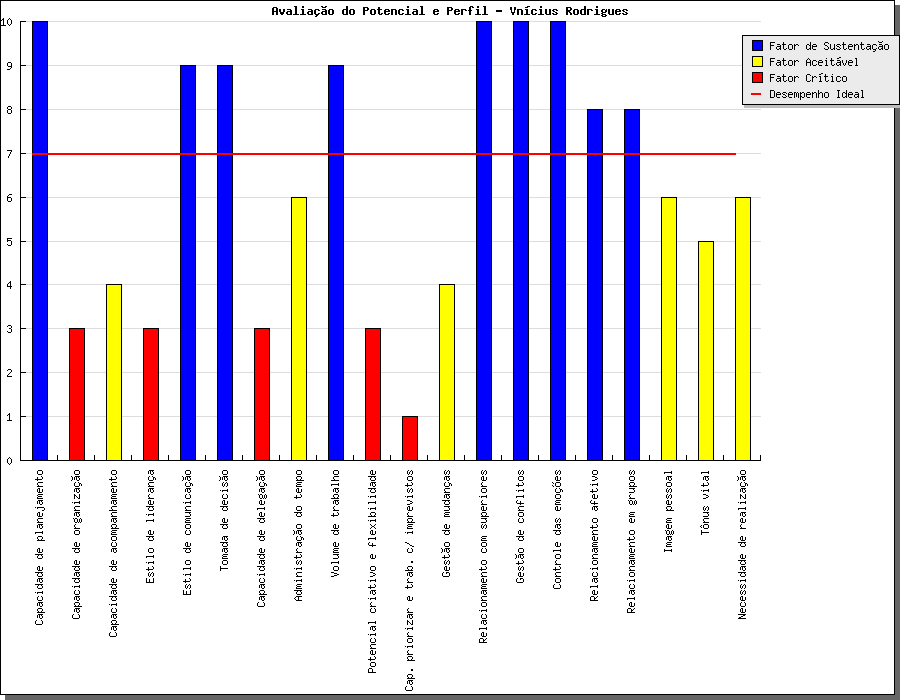 Avaliação do Potencial e Perfil - Vnícius Rodrigues
Fator de Sustentação
Fator Aceitável
Fator Crítico
Desempenho Ideal
10
9
8
7
6
5
4
3
2
1
0
Capacidade de planejamento
Capacidade de organização
Capacidade de acompanhamento
Estilo de liderança
Estilo de comunicação
Tomada de decisão
Capacidade de delegação
Administração do tempo
Volume de trabalho
Potencial criativo e flexibilidade
Cap. priorizar e trab. c/ imprevistos
Gestão de mudanças
Relacionamento com superiores
Gestão de conflitos
Controle das emoções
Relacionamento afetivo
Relacionamento em grupos
Imagem pessoal
Tônus vital
Necessidade de realização